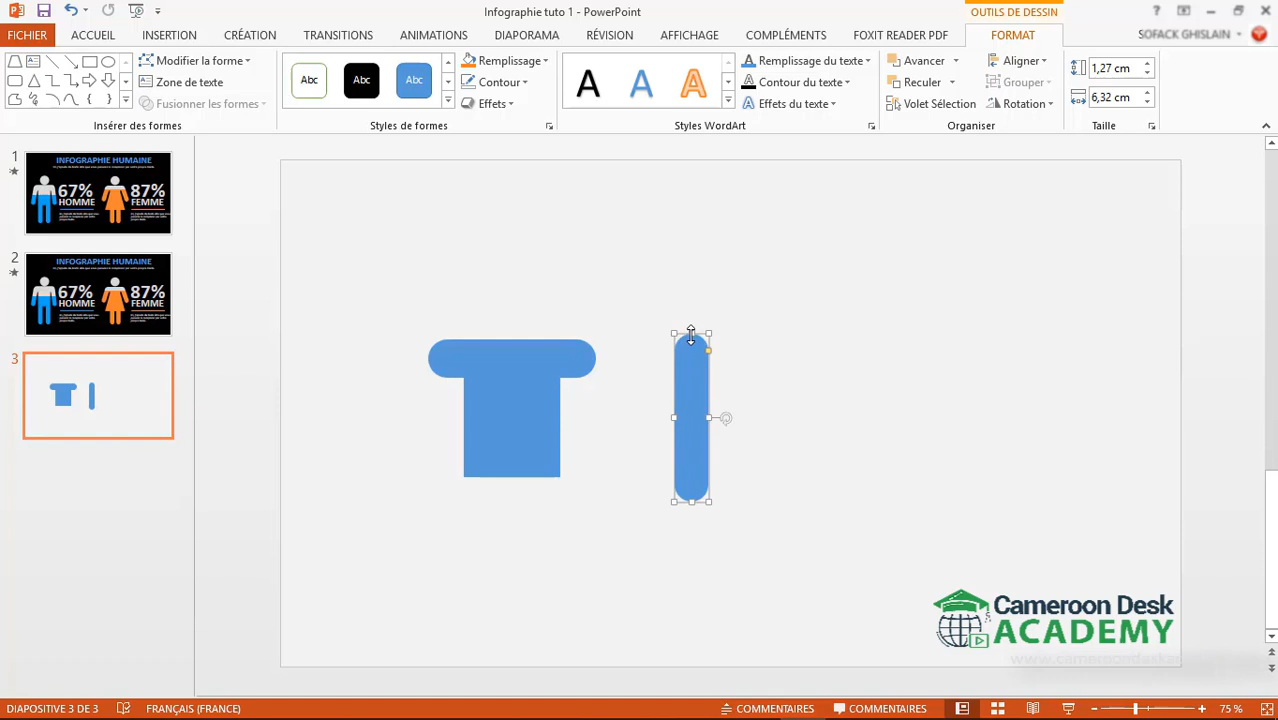 Infographie tuto 1 - PowerPoint
OUTILS DE DESSIN
FICHIER ACCUEIL INSERTION CRÉATION TRANSITIONS ANIMATIONS DIAPORAMA RÉVISION AFFICHAGE COMPLÉMENTS FOXIT READER PDF FORMAT SOFACK GHISLAIN
Modifier la forme
Zone de texte
Fusionner les formes
Insérer des formes
Abc Abc Abc
Remplissage
Contour
Effets
Styles de formes
A A A
Remplissage du texte
Contour du texte
Effets du texte
Styles WordArt
Avancer
Reculer
Volet Sélection
Aligner
Grouper
Rotation
Organiser
1,27 cm
6,32 cm
Taille
1
INFOGRAPHIE HUMAINE
67%
HOMME
87%
FEMME
2
INFOGRAPHIE HUMAINE
67%
HOMME
87%
FEMME
3
Cameroon Desk
ACADEMY
DIAPOSITIVE 3 DE 3 FRANÇAIS (FRANCE) COMMENTAIRES COMMENTAIRES 75 %